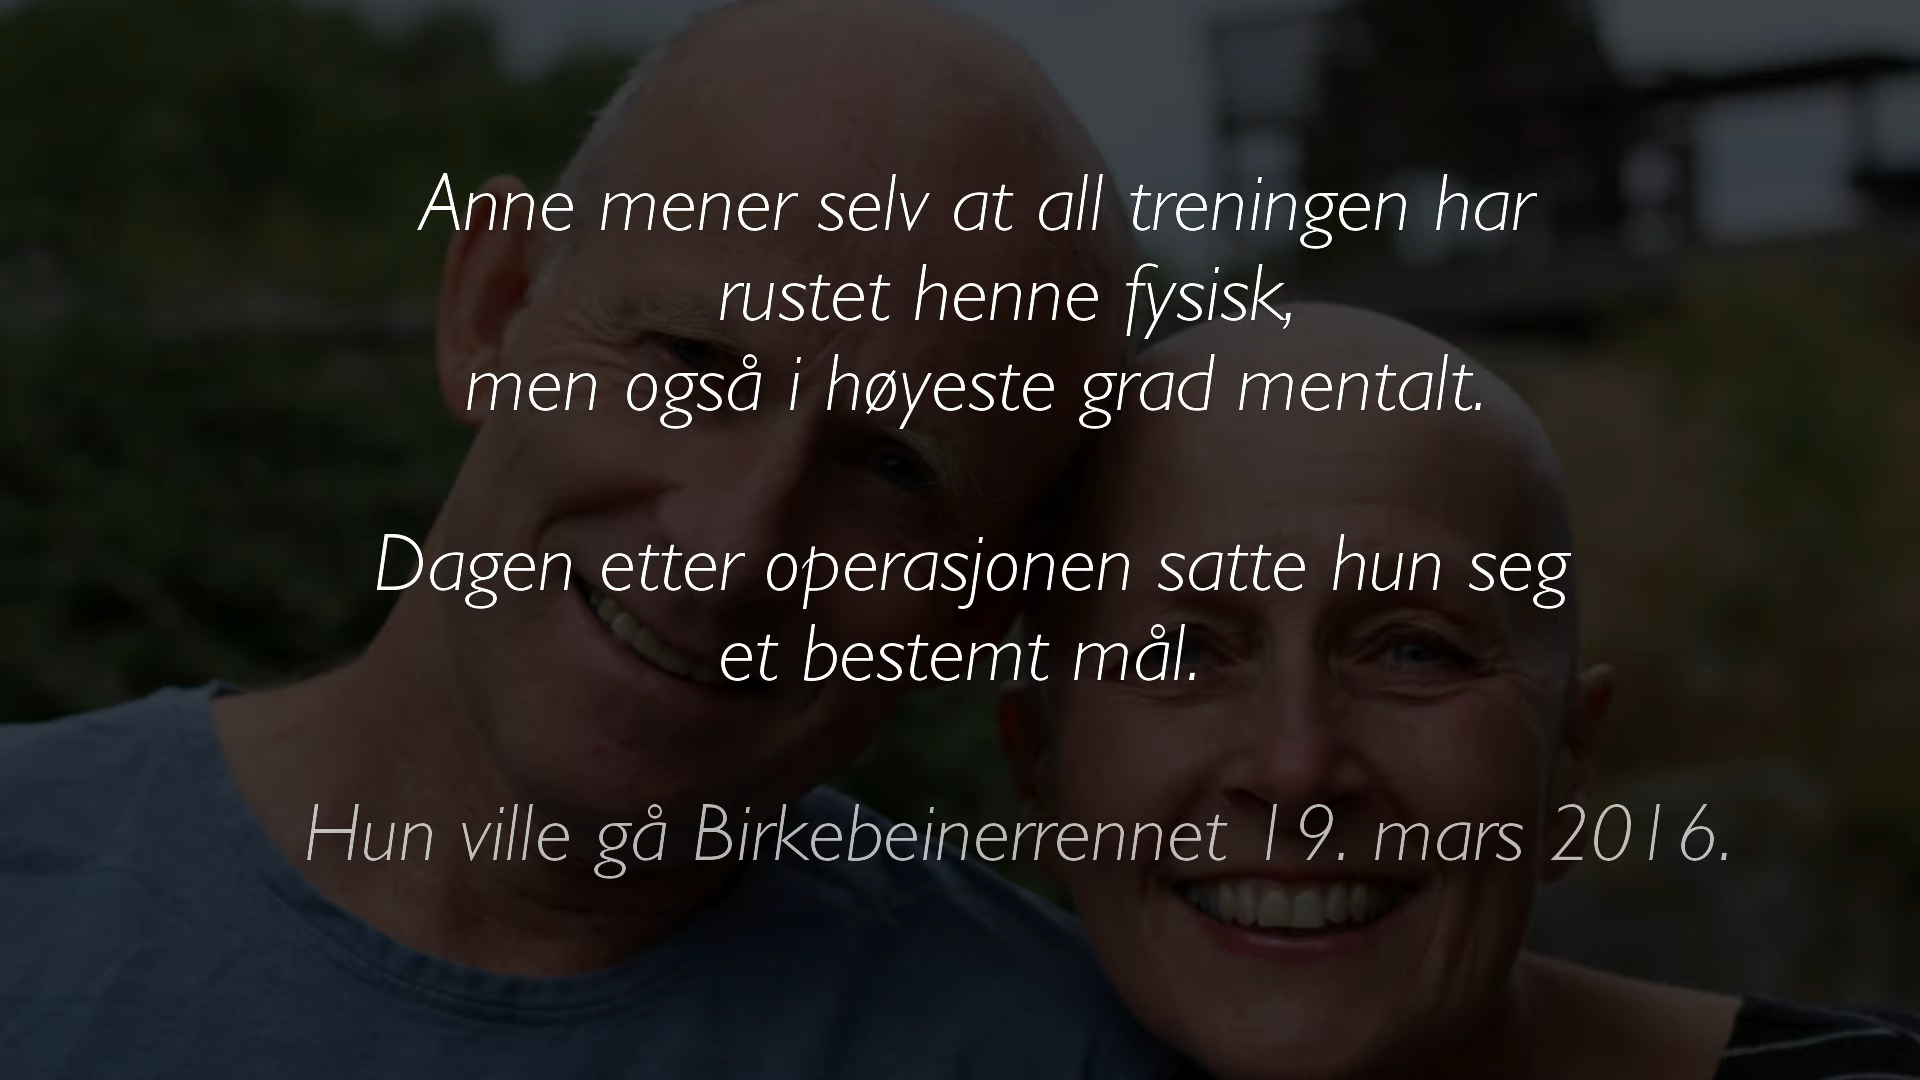 Anne mener selv at all treningen har
rustet henne fysisk,
men også i høyeste grad mentalt.
Dagen etter operasjonen satte hun seg
et bestemt mål.
Hun ville gå Birkebeinerrennet 19. mars 2016.